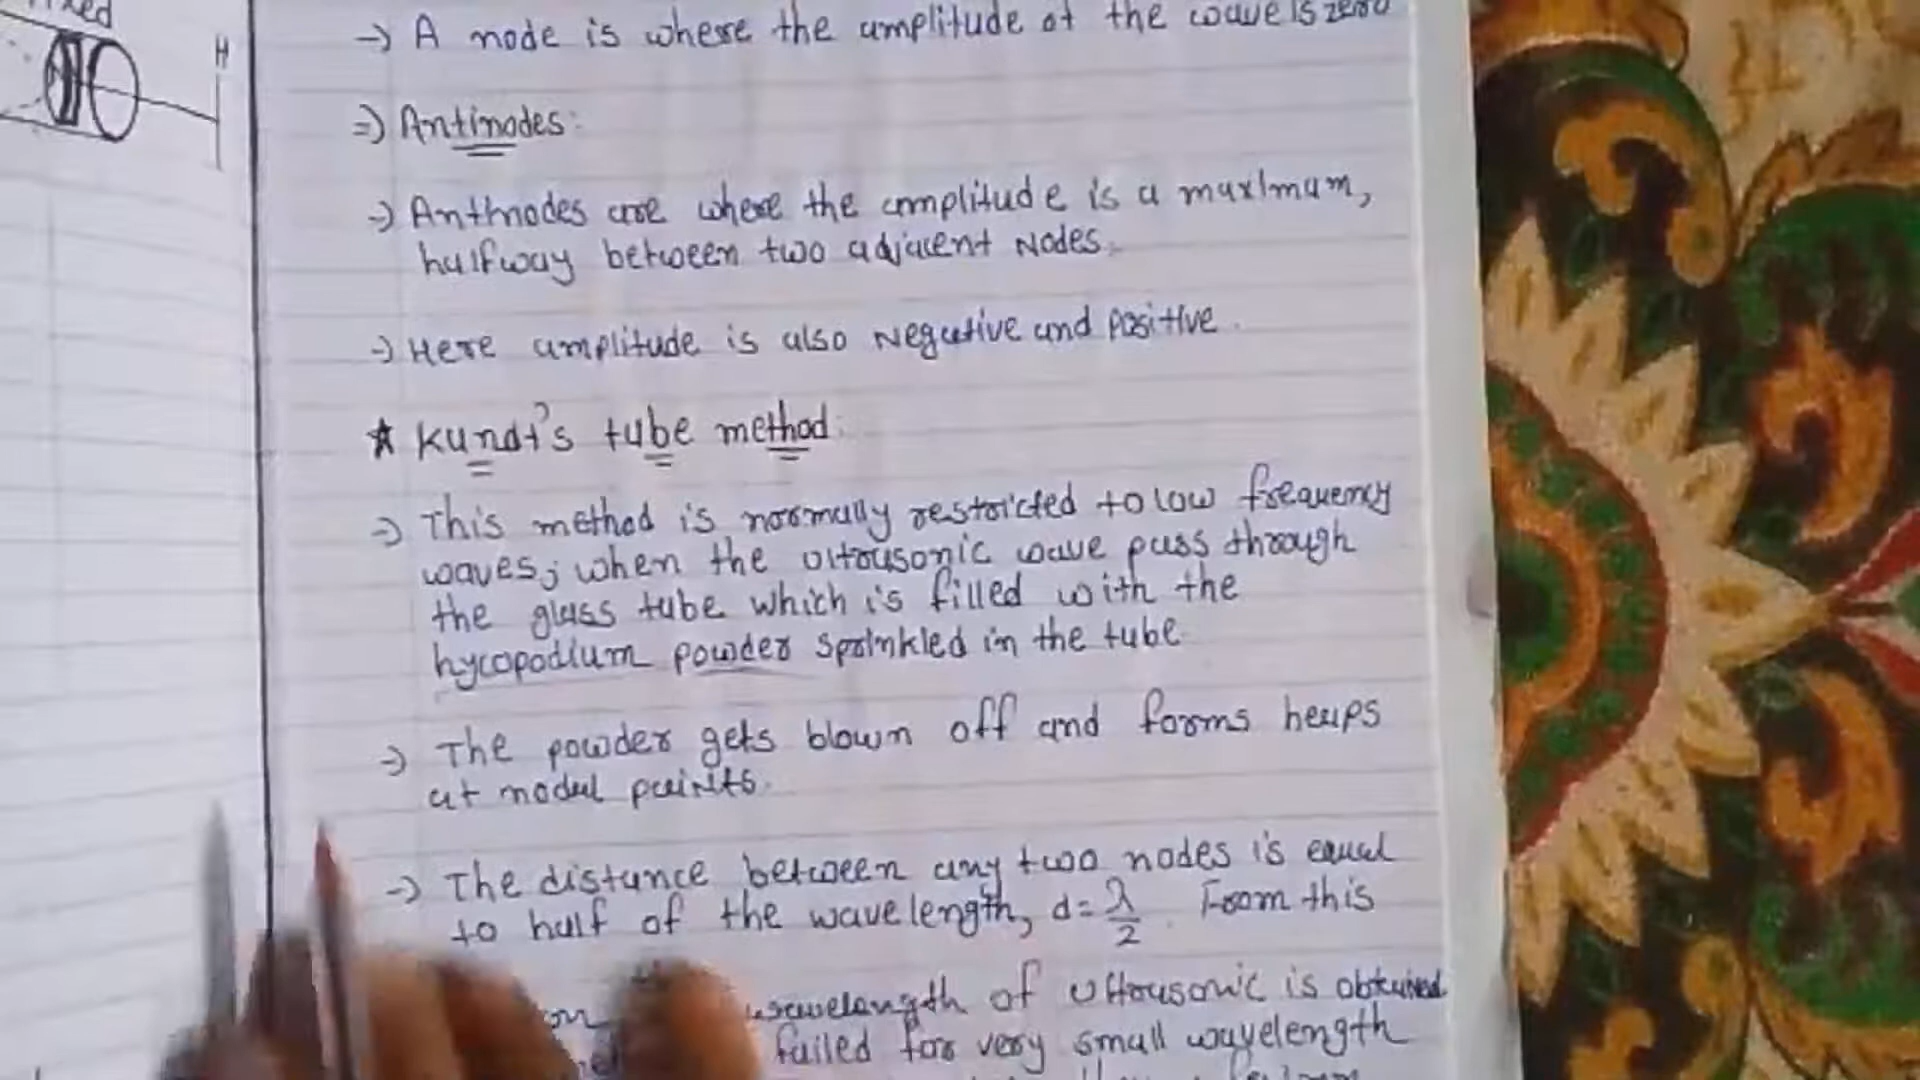 H
→ A node is where the amplitude of the wave is zero
⇒ Antinodes:
→ Antinodes are where the amplitude is a maximum,
halfway between two adjacent Nodes.
→ Here amplitude is also Negative and Positive.
★ Kundt's tube method:
→ This method is normally restricted to low frequency
waves; when the ultrasonic wave pass through
the glass tube which is filled with the
hycopodium powder sprinkled in the tube
→ The powder gets blown off and forms heaps
at nodal points.
→ The distance between any two nodes is equal
to half of the wavelength, d = λ/2. From this
wavelength of ultrasonic is obtained
failed for very small wavelength